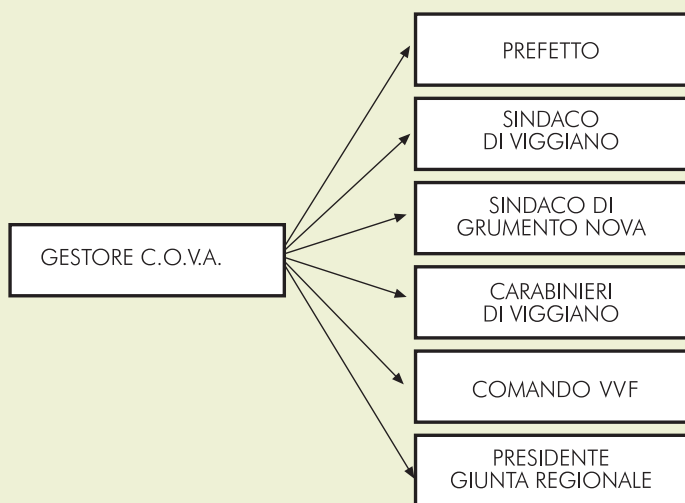 PREFETTO
SINDACO
DI VIGGIANO
SINDACO DI
GRUMENTO NOVA
GESTORE C.O.V.A.
CARABINIERI
DI VIGGIANO
COMANDO VVF
PRESIDENTE
GIUNTA REGIONALE